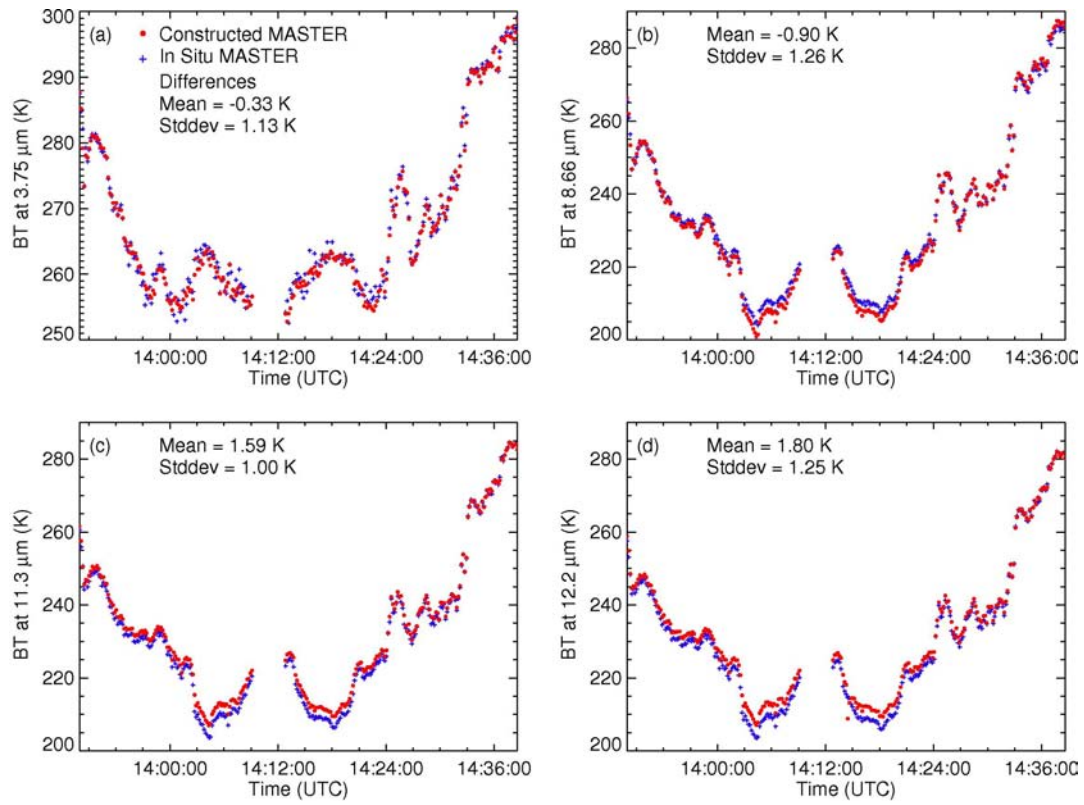 (a)
Constructed MASTER
In Situ MASTER
Differences
Mean = -0.33 K
Stddev = 1.13 K
BT at 3.75 µm (K)
300
290
280
270
260
250
14:00:00 14:12:00 14:24:00 14:36:00
Time (UTC)
(b)
Mean = -0.90 K
Stddev = 1.26 K
BT at 8.66 µm (K)
280
260
240
220
200
14:00:00 14:12:00 14:24:00 14:36:00
Time (UTC)
(c)
Mean = 1.59 K
Stddev = 1.00 K
BT at 11.3 µm (K)
280
260
240
220
200
14:00:00 14:12:00 14:24:00 14:36:00
Time (UTC)
(d)
Mean = 1.80 K
Stddev = 1.25 K
BT at 12.2 µm (K)
280
260
240
220
200
14:00:00 14:12:00 14:24:00 14:36:00
Time (UTC)